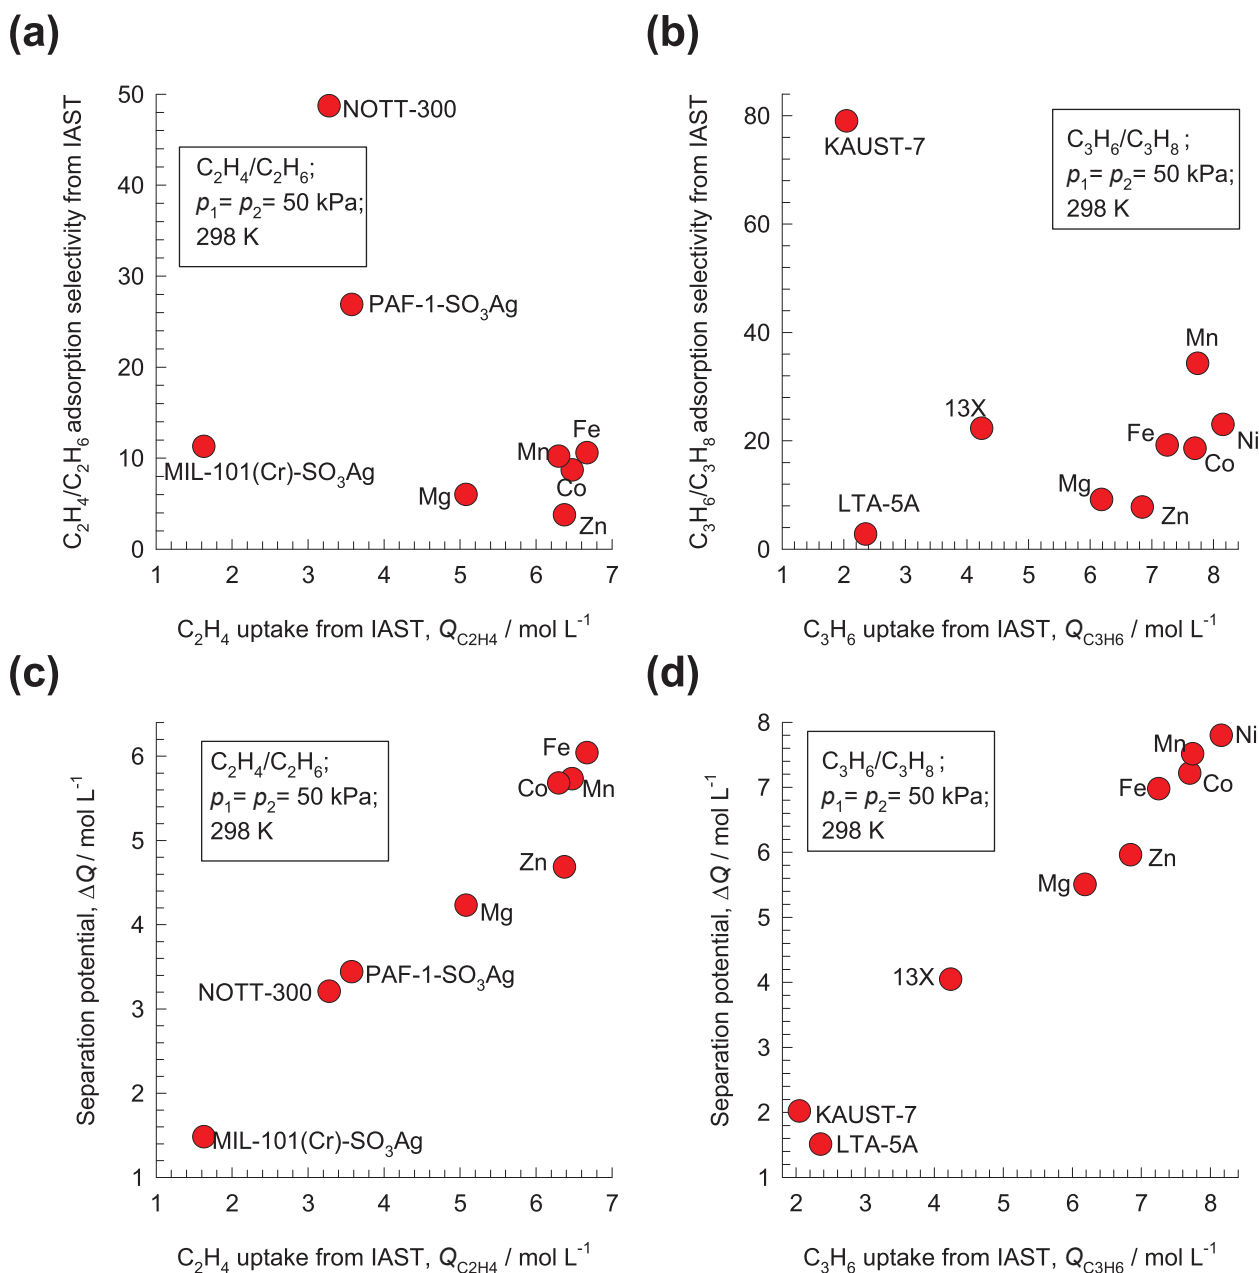 (a)
C₂H₄/C₂H₆ adsorption selectivity from IAST
50
40
30
20
10
0
NOTT-300
C₂H₄/C₂H₆;
p₁= p₂= 50 kPa;
298 K
PAF-1-SO₃Ag
MIL-101(Cr)-SO₃Ag
Fe
Mn
Co
Mg
Zn
1 2 3 4 5 6 7
C₂H₄ uptake from IAST, Q_C2H4 / mol L⁻¹
(b)
C₃H₆/C₃H₈ adsorption selectivity from IAST
80
60
40
20
0
KAUST-7
C₃H₆/C₃H₈ ;
p₁= p₂= 50 kPa;
298 K
Mn
13X
Fe
Ni
Co
Mg
Zn
LTA-5A
1 2 3 4 5 6 7 8
C₃H₆ uptake from IAST, Q_C3H6 / mol L⁻¹
(c)
Separation potential, ΔQ / mol L⁻¹
6
5
4
3
2
1
C₂H₄/C₂H₆;
p₁= p₂= 50 kPa;
298 K
Fe
Co
Mn
Zn
Mg
PAF-1-SO₃Ag
NOTT-300
MIL-101(Cr)-SO₃Ag
1 2 3 4 5 6 7
C₂H₄ uptake from IAST, Q_C2H4 / mol L⁻¹
(d)
Separation potential, ΔQ / mol L⁻¹
8
7
6
5
4
3
2
1
C₃H₆/C₃H₈ ;
p₁= p₂= 50 kPa;
298 K
Ni
Mn
Co
Fe
Zn
Mg
13X
KAUST-7
LTA-5A
2 3 4 5 6 7 8
C₃H₆ uptake from IAST, Q_C3H6 / mol L⁻¹